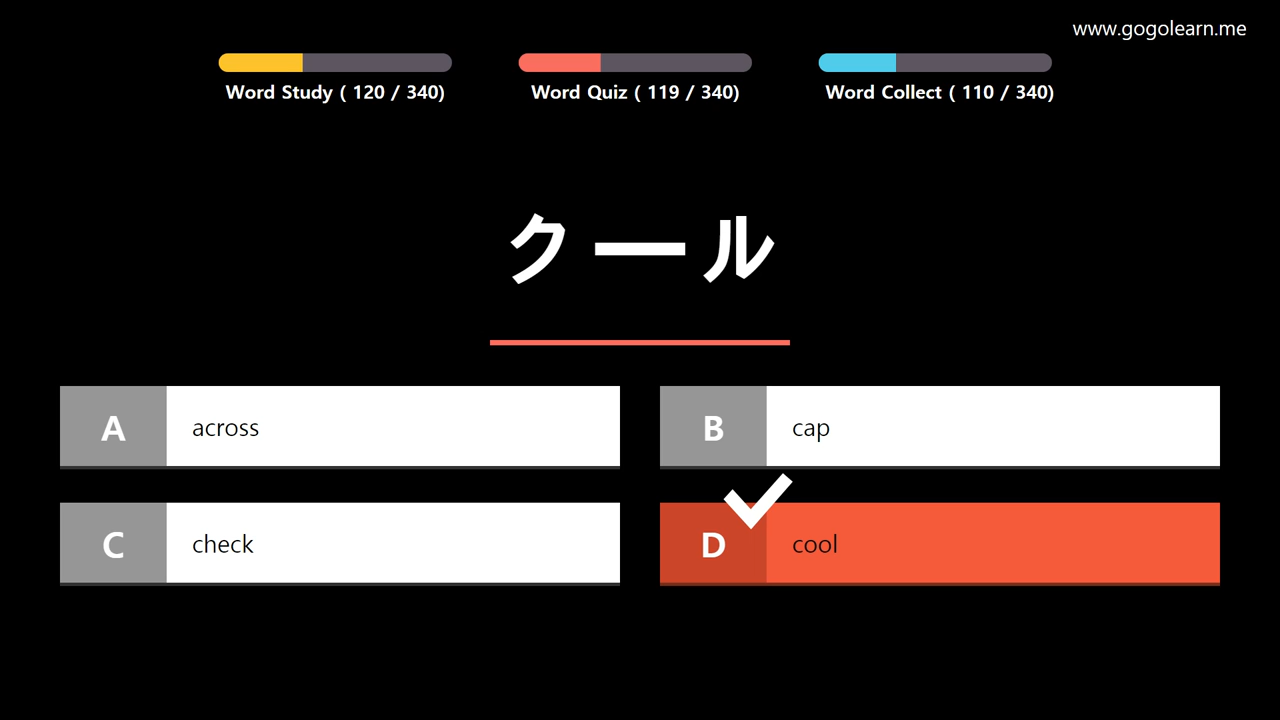 www.gogolearn.me
Word Study ( 120 / 340)
Word Quiz ( 119 / 340)
Word Collect ( 110 / 340)
クール
A across
B cap
C check
D cool